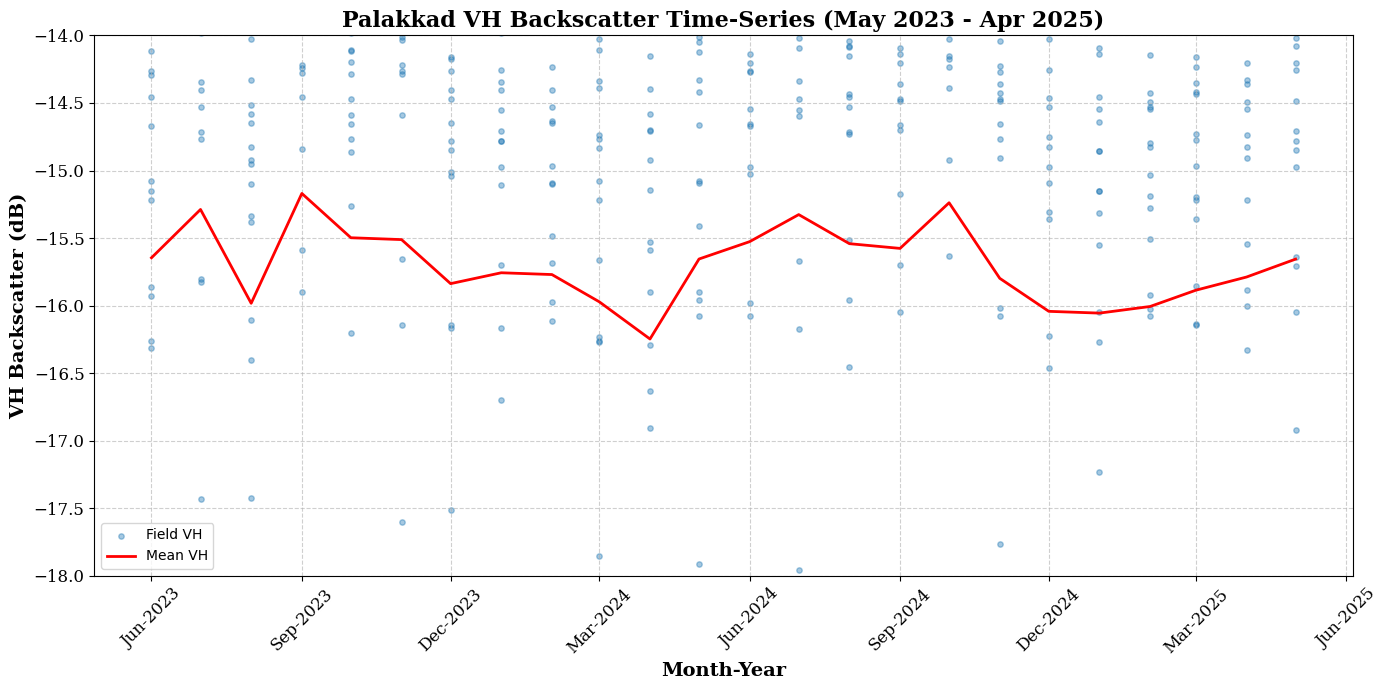 Palakkad VH Backscatter Time-Series (May 2023 - Apr 2025)
VH Backscatter (dB)
−14.0
−14.5
−15.0
−15.5
−16.0
−16.5
−17.0
−17.5
−18.0
Field VH
Mean VH
Jun-2023
Sep-2023
Dec-2023
Mar-2024
Jun-2024
Sep-2024
Dec-2024
Mar-2025
Jun-2025
Month-Year